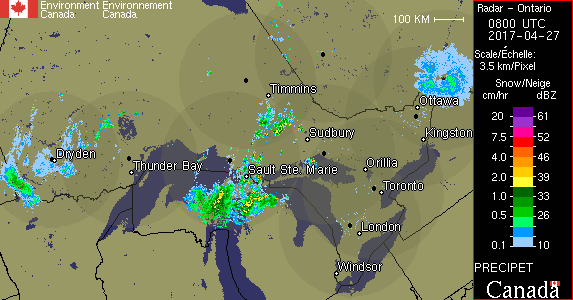 Environment Environnement
Canada Canada
100 KM
Timmins
Ottawa
Sudbury
Kingston
Dryden
Thunder Bay
Sault Ste. Marie
Orillia
Toronto
London
Windsor
Radar - Ontario
0800 UTC
2017-04-27
Scale/Échelle:
3.5 km/Pixel
Snow/Neige
cm/hr dBZ
20 61
7.5 52
4.0 46
2.0 39
1.0 33
0.5 26
0.1 10
PRECIPET
Canada